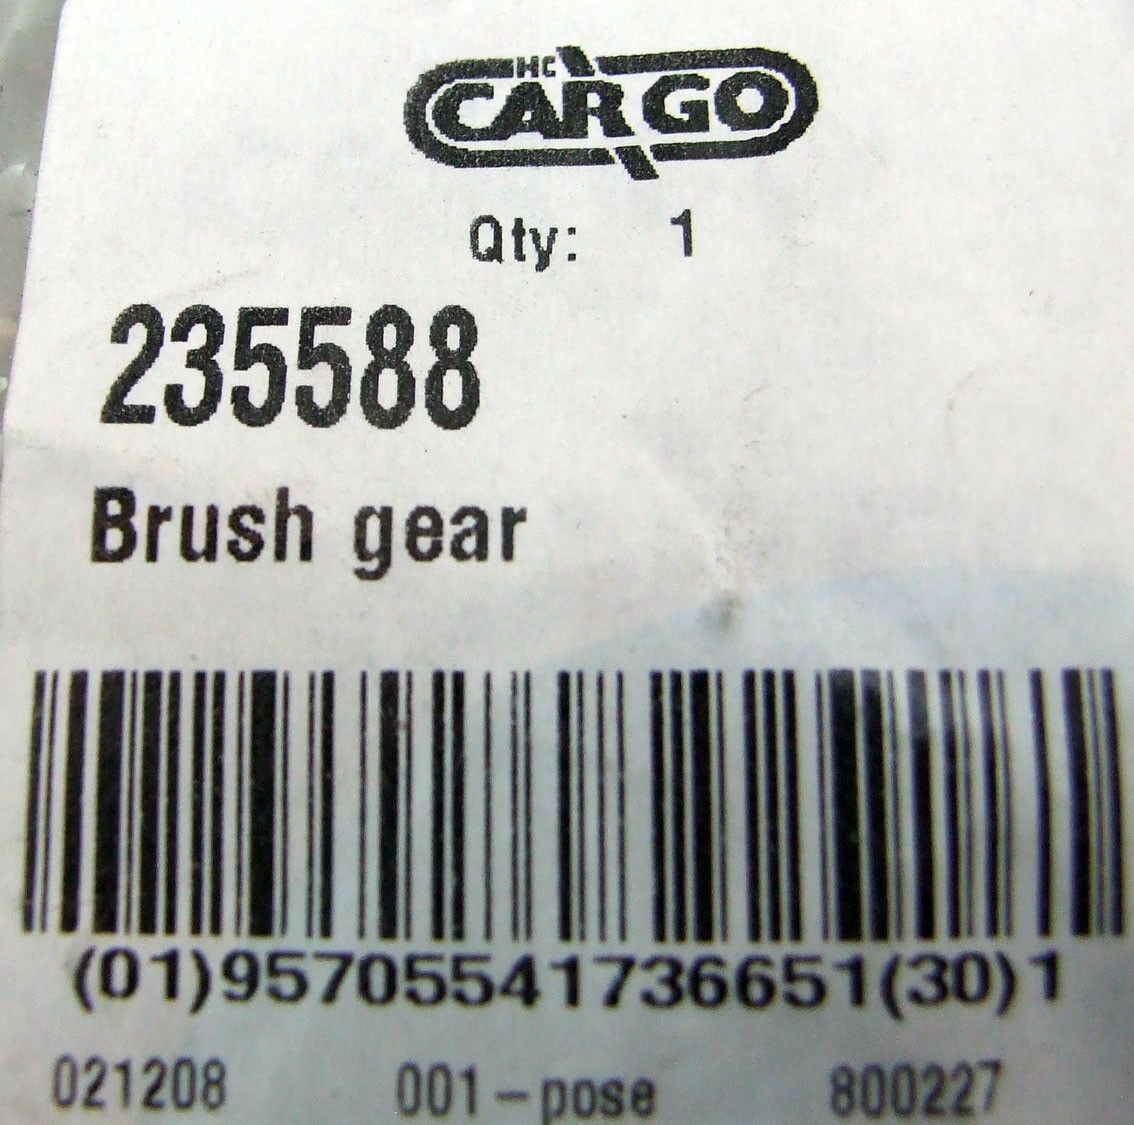 HC
CARGO
Qty: 1
235588
Brush gear
(01)95705541736651(30)1
021208 001-pose 800227